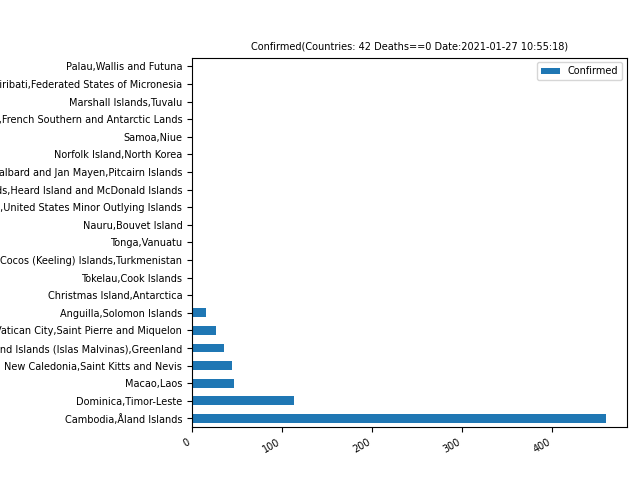 Confirmed(Countries: 42 Deaths==0 Date:2021-01-27 10:55:18)
Confirmed
Palau,Wallis and Futuna
iribati,Federated States of Micronesia
Marshall Islands,Tuvalu
,French Southern and Antarctic Lands
Samoa,Niue
Norfolk Island,North Korea
albard and Jan Mayen,Pitcairn Islands
ds,Heard Island and McDonald Islands
,United States Minor Outlying Islands
Nauru,Bouvet Island
Tonga,Vanuatu
Cocos (Keeling) Islands,Turkmenistan
Tokelau,Cook Islands
Christmas Island,Antarctica
Anguilla,Solomon Islands
Vatican City,Saint Pierre and Miquelon
nd Islands (Islas Malvinas),Greenland
New Caledonia,Saint Kitts and Nevis
Macao,Laos
Dominica,Timor-Leste
Cambodia,Åland Islands
0 100 200 300 400